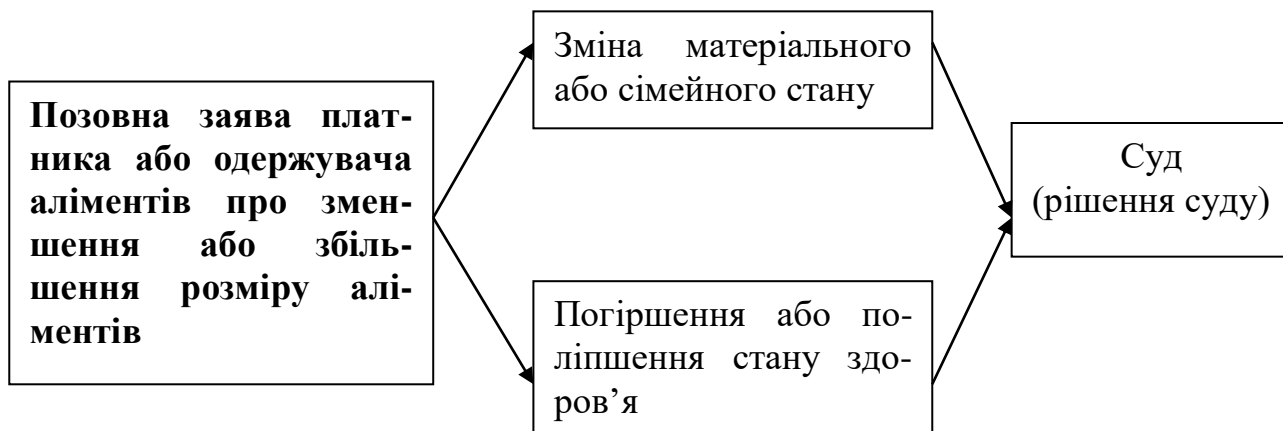 Позовна заява плат-
ника або одержувача
аліментів про змен-
шення або збіль-
шення розміру алі-
ментів
Зміна матеріального
або сімейного стану
Погіршення або по-
ліпшення стану здо-
ров’я
Суд
(рішення суду)